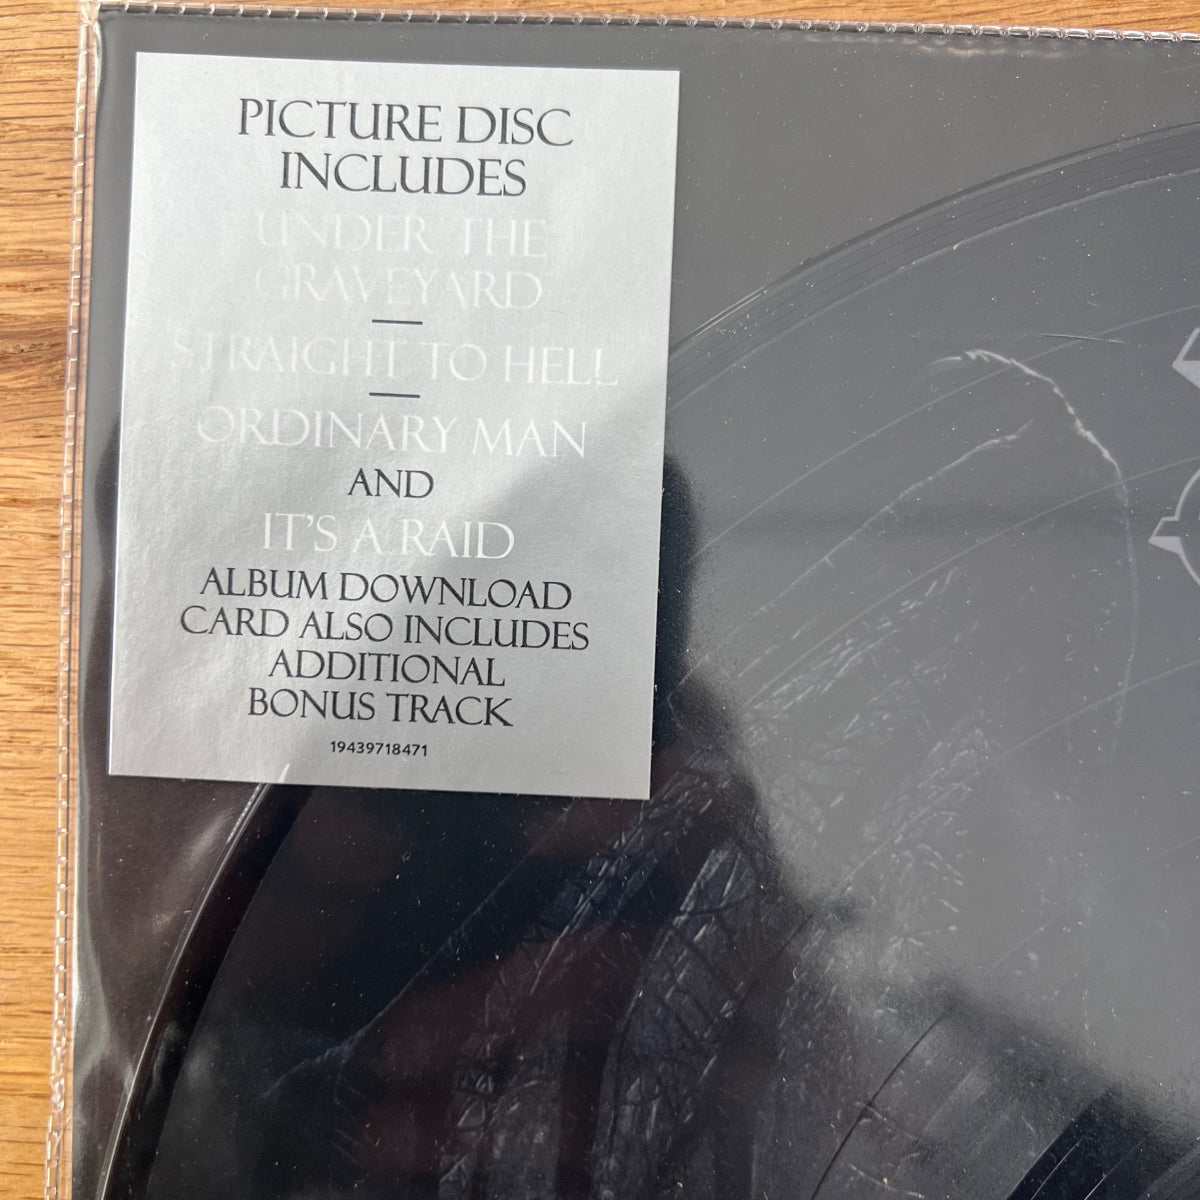 PICTURE DISC
INCLUDES
UNDER THE
GRAVEYARD
STRAIGHT TO HELL
ORDINARY MAN
AND
IT'S A RAID
ALBUM DOWNLOAD
CARD ALSO INCLUDES
ADDITIONAL
BONUS TRACK
19439718471